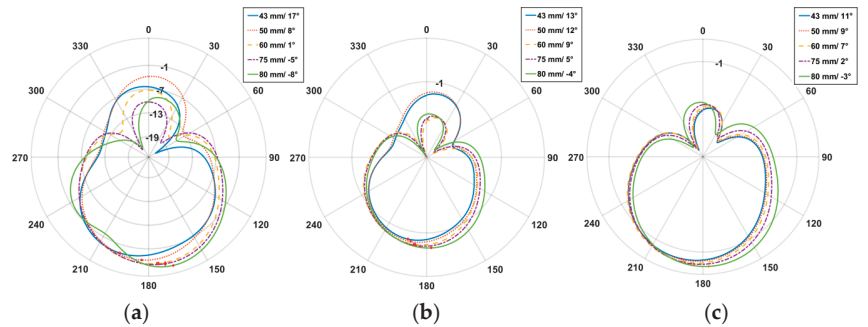 0
30
60
90
120
150
180
210
240
270
300
330
-1
-7
-13
-19
43 mm/ 17°
50 mm/ 8°
60 mm/ 1°
75 mm/ -5°
80 mm/ -8°
(a)
0
30
60
90
120
150
180
210
240
270
300
330
-1
43 mm/ 13°
50 mm/ 12°
60 mm/ 9°
75 mm/ 5°
80 mm/ -4°
(b)
0
30
60
90
120
150
180
210
240
270
300
330
-1
43 mm/ 11°
50 mm/ 9°
60 mm/ 7°
75 mm/ 2°
80 mm/ -3°
(c)